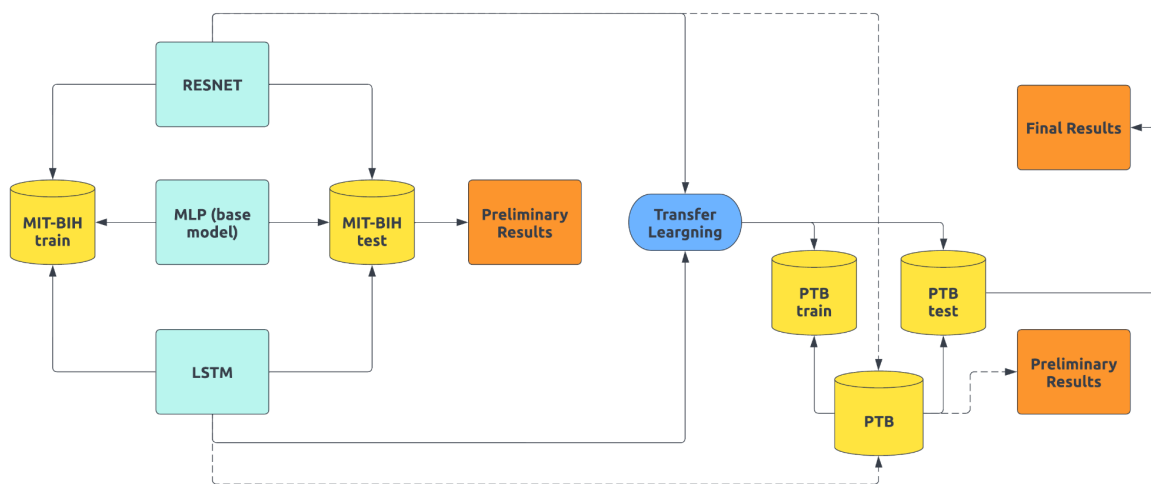 RESNET
Final Results
MIT-BIH
train
MLP (base
model)
MIT-BIH
test
Preliminary
Results
Transfer
Leargning
PTB
train
PTB
test
LSTM
Preliminary
Results
PTB